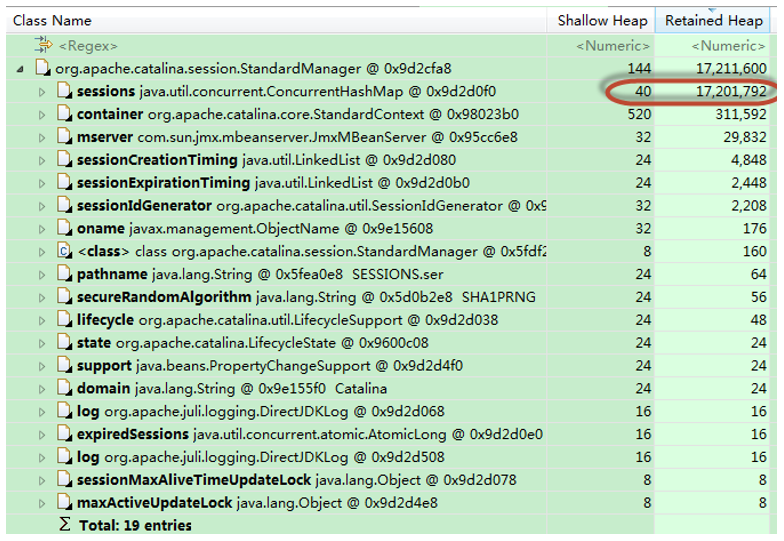 Class Name Shallow Heap Retained Heap
<Regex> <Numeric> <Numeric>
org.apache.catalina.session.StandardManager @ 0x9d2cfa8 144 17,211,600
sessions java.util.concurrent.ConcurrentHashMap @ 0x9d2d0f0 40 17,201,792
container org.apache.catalina.core.StandardContext @ 0x98023b0 520 311,592
mserver com.sun.jmx.mbeanserver.JmxMBeanServer @ 0x95cc6e8 32 29,832
sessionCreationTiming java.util.LinkedList @ 0x9d2d080 24 4,848
sessionExpirationTiming java.util.LinkedList @ 0x9d2d0b0 24 2,448
sessionIdGenerator org.apache.catalina.util.SessionIdGenerator @ 0x9 32 2,208
oname javax.management.ObjectName @ 0x9e15608 32 176
<class> class org.apache.catalina.session.StandardManager @ 0x5fdf2 8 160
pathname java.lang.String @ 0x5fea0e8 SESSIONS.ser 24 64
secureRandomAlgorithm java.lang.String @ 0x5d0b2e8 SHA1PRNG 24 56
lifecycle org.apache.catalina.util.LifecycleSupport @ 0x9d2d038 24 48
state org.apache.catalina.LifecycleState @ 0x9600c08 24 24
support java.beans.PropertyChangeSupport @ 0x9d2d4f0 24 24
domain java.lang.String @ 0x9e155f0 Catalina 24 24
log org.apache.juli.logging.DirectJDKLog @ 0x9d2d068 16 16
expiredSessions java.util.concurrent.atomic.AtomicLong @ 0x9d2d0e0 16 16
log org.apache.juli.logging.DirectJDKLog @ 0x9d2d508 16 16
sessionMaxAliveTimeUpdateLock java.lang.Object @ 0x9d2d078 8 8
maxActiveUpdateLock java.lang.Object @ 0x9d2d4e8 8 8
Σ Total: 19 entries